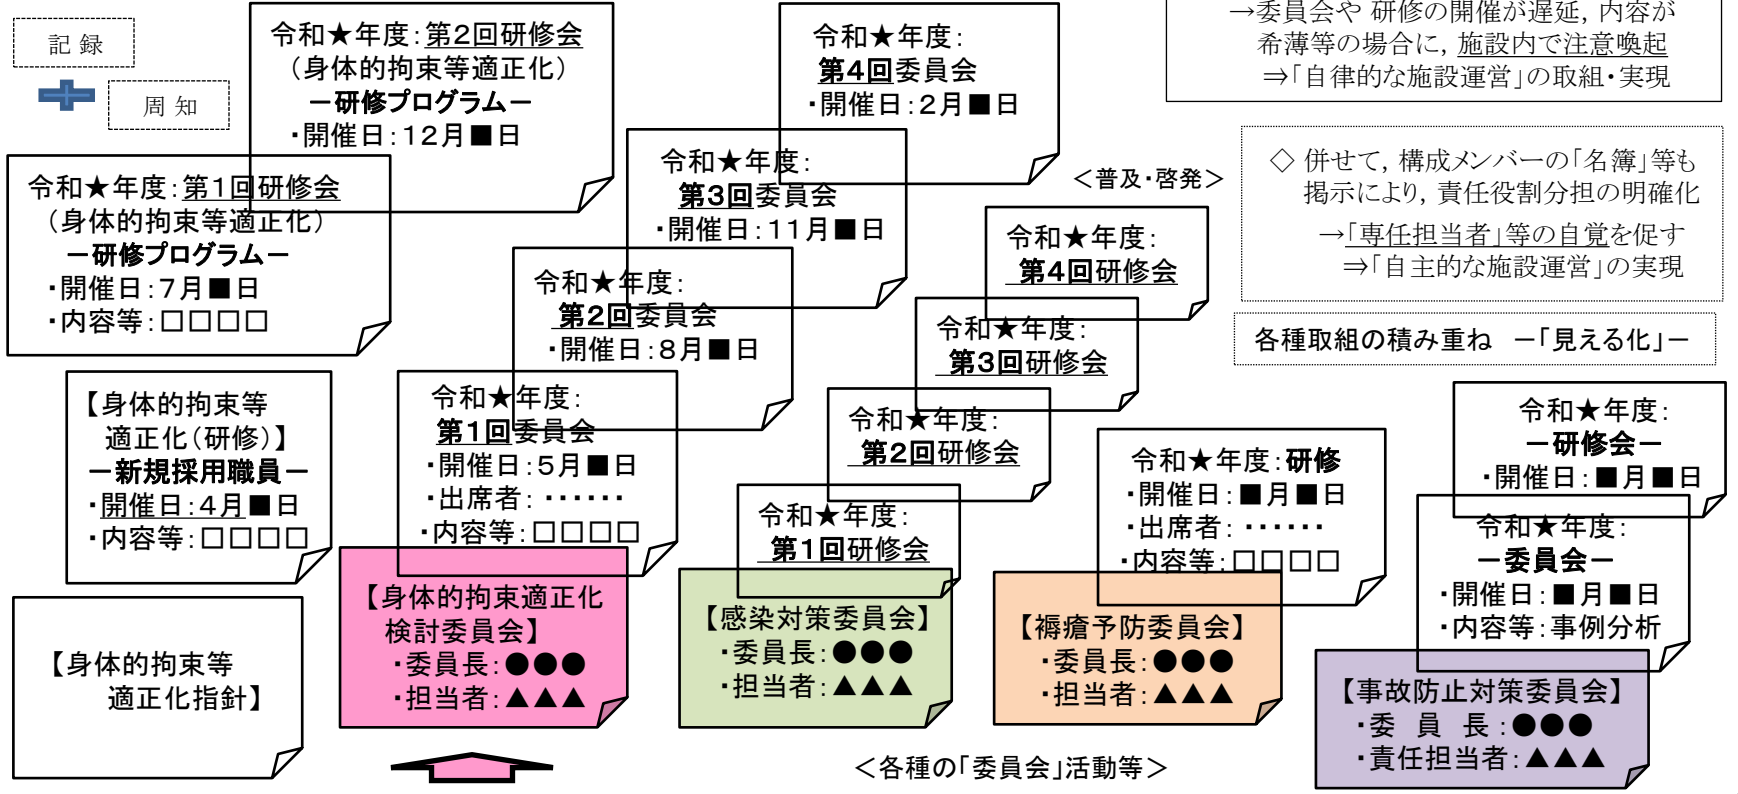 記 録
周 知
令和★年度：第２回研修会
（身体的拘束等適正化）
－研修プログラム－
・開催日：１２月■日
令和★年度：第１回研修会
（身体的拘束等適正化）
－研修プログラム－
・開催日：７月■日
・内容等：□□□□
令和★年度：
第４回委員会
・開催日：２月■日
令和★年度：
第３回委員会
・開催日：１１月■日
令和★年度：
第２回委員会
・開催日：８月■日
令和★年度：
第１回委員会
・開催日：５月■日
・出席者：‥‥‥
・内容等：□□□□
→委員会や 研修の開催が遅延，内容が
希薄等の場合に，施設内で注意喚起
⇒「自律的な施設運営」の取組・実現
◇ 併せて，構成メンバーの「名簿」等も
掲示により，責任役割分担の明確化
→「専任担当者」等の自覚を促す
⇒「自主的な施設運営」の実現
各種取組の積み重ね －「見える化」－
＜普及・啓発＞
令和★年度：
第４回研修会
令和★年度：
第３回研修会
令和★年度：
第２回研修会
令和★年度：
第１回研修会
【身体的拘束等
適正化（研修）】
－新規採用職員－
・開催日：４月■日
・内容等：□□□□
令和★年度：研修
・開催日：■月■日
・出席者：‥‥‥
・内容等：□□□□
令和★年度：
－研修会－
・開催日：■月■日
令和★年度：
－委員会－
・開催日：■月■日
・内容等：事例分析
【身体的拘束等
適正化指針】
【身体的拘束適正化
検討委員会】
・委員長：●●●
・担当者：▲▲▲
【感染対策委員会】
・委員長：●●●
・担当者：▲▲▲
【褥瘡予防委員会】
・委員長：●●●
・担当者：▲▲▲
【事故防止対策委員会】
・委 員 長：●●●
・責任担当者：▲▲▲
＜各種の「委員会」活動等＞